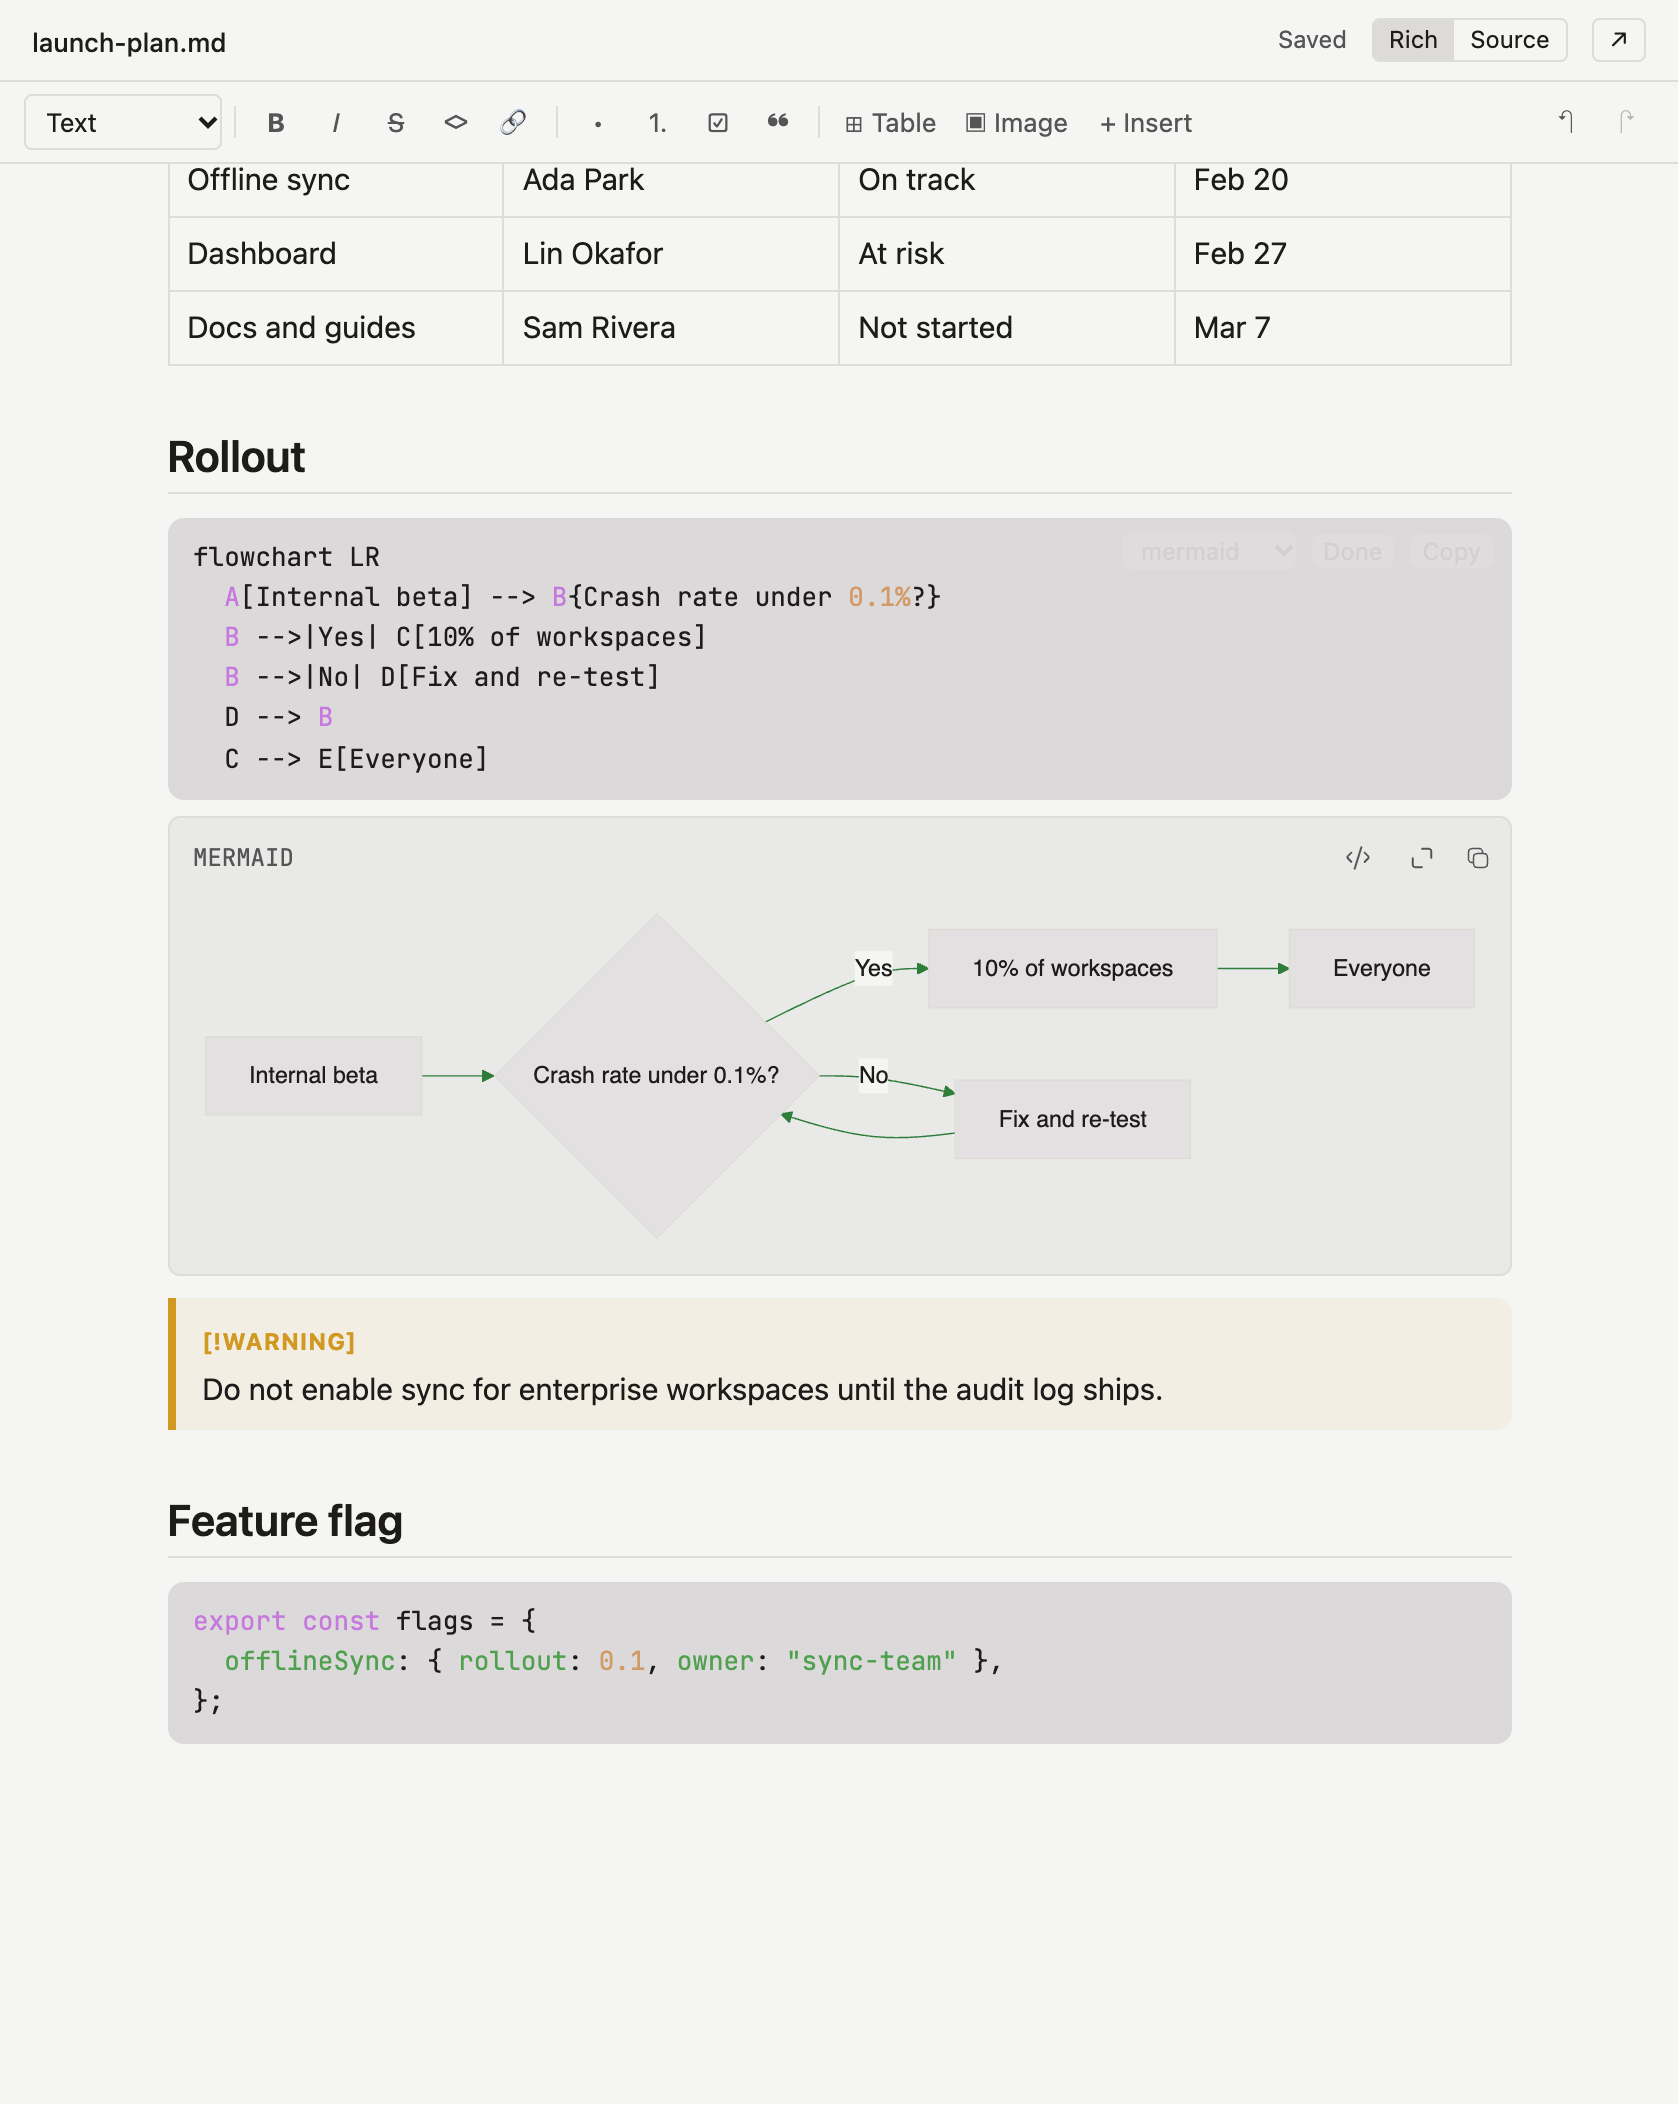 launch-plan.md
Saved Rich Source
Text B I S <> 1. Table Image + Insert
Offline sync Ada Park On track Feb 20
Dashboard Lin Okafor At risk Feb 27
Docs and guides Sam Rivera Not started Mar 7
Rollout
mermaid Done Copy
flowchart LR
  A[Internal beta] --> B{Crash rate under 0.1%?}
  B -->|Yes| C[10% of workspaces]
  B -->|No| D[Fix and re-test]
  D --> B
  C --> E[Everyone]
MERMAID </>
Yes 10% of workspaces Everyone
Internal beta Crash rate under 0.1%? No
Fix and re-test
[!WARNING]
Do not enable sync for enterprise workspaces until the audit log ships.
Feature flag
export const flags = {
  offlineSync: { rollout: 0.1, owner: "sync-team" },
};